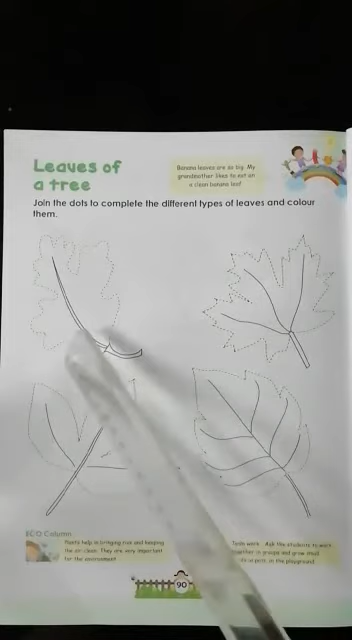 Leaves of
a tree
Banana leaves are so big. My
grandmother likes to eat on
a clean banana leaf.
Join the dots to complete the different types of leaves and colour
them.
ECO Column
Plants help in bringing rain and keeping
the air clean. They are very important
for the environment.
Team work : Ask the students to work
together in groups and grow small
in pots in the playground
90